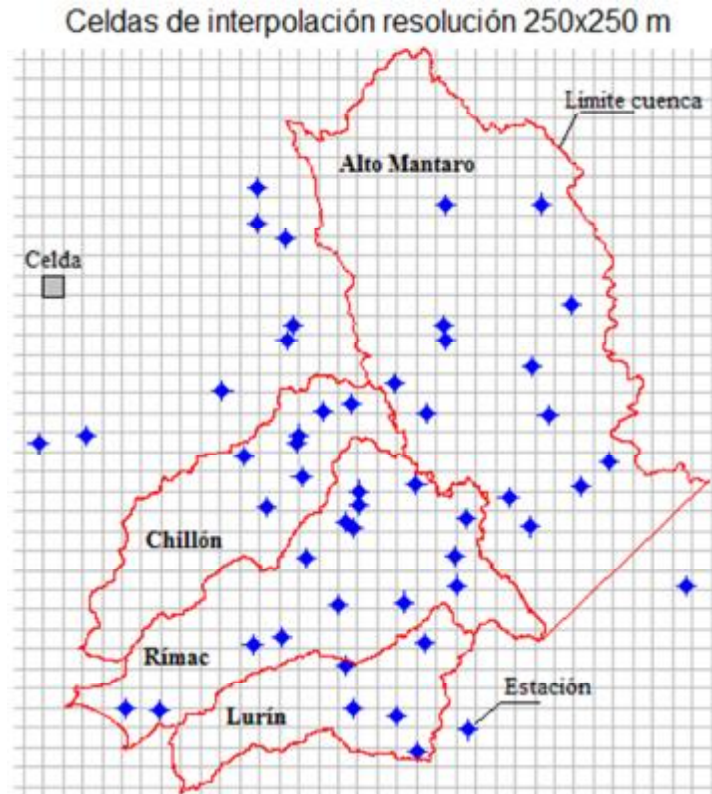 Celdas de interpolación resolución 250x250 m
Límite cuenca
Alto Mantaro
Celda
Chillón
Rímac
Estación
Lurín